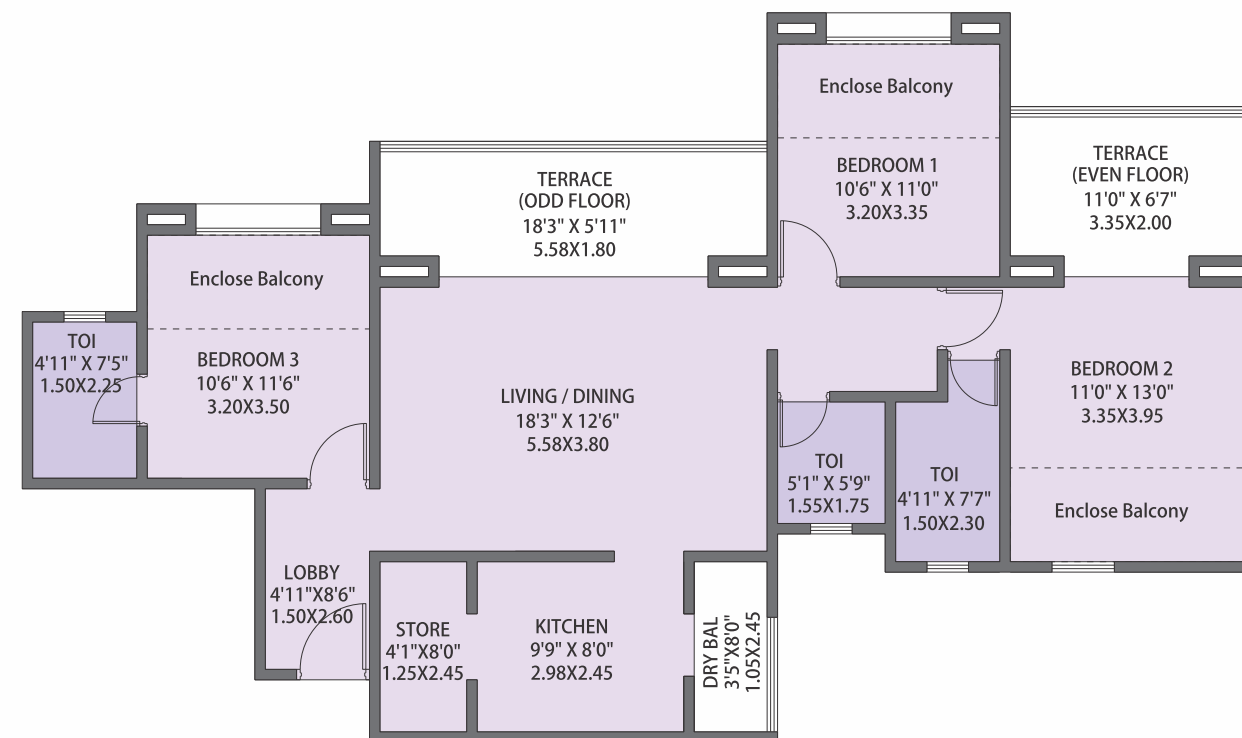 Enclose Balcony
BEDROOM 1
10'6" X 11'0"
3.20X3.35
TERRACE
(EVEN FLOOR)
11'0" X 6'7"
3.35X2.00
TERRACE
(ODD FLOOR)
18'3" X 5'11"
5.58X1.80
Enclose Balcony
BEDROOM 3
10'6" X 11'6"
3.20X3.50
TOI
4'11" X 7'5"
1.50X2.25
LIVING / DINING
18'3" X 12'6"
5.58X3.80
BEDROOM 2
11'0" X 13'0"
3.35X3.95
Enclose Balcony
TOI
5'1" X 5'9"
1.55X1.75
TOI
4'11" X 7'7"
1.50X2.30
LOBBY
4'11"X8'6"
1.50X2.60
STORE
4'1"X8'0"
1.25X2.45
KITCHEN
9'9" X 8'0"
2.98X2.45
DRY BAL
3'5"X8'0"
1.05X2.45